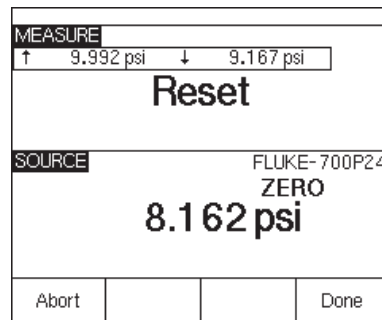 MEASURE
↑ 9.992 psi ↓ 9.167 psi
Reset
SOURCE FLUKE-700P24
ZERO
8.162 psi
Abort Done